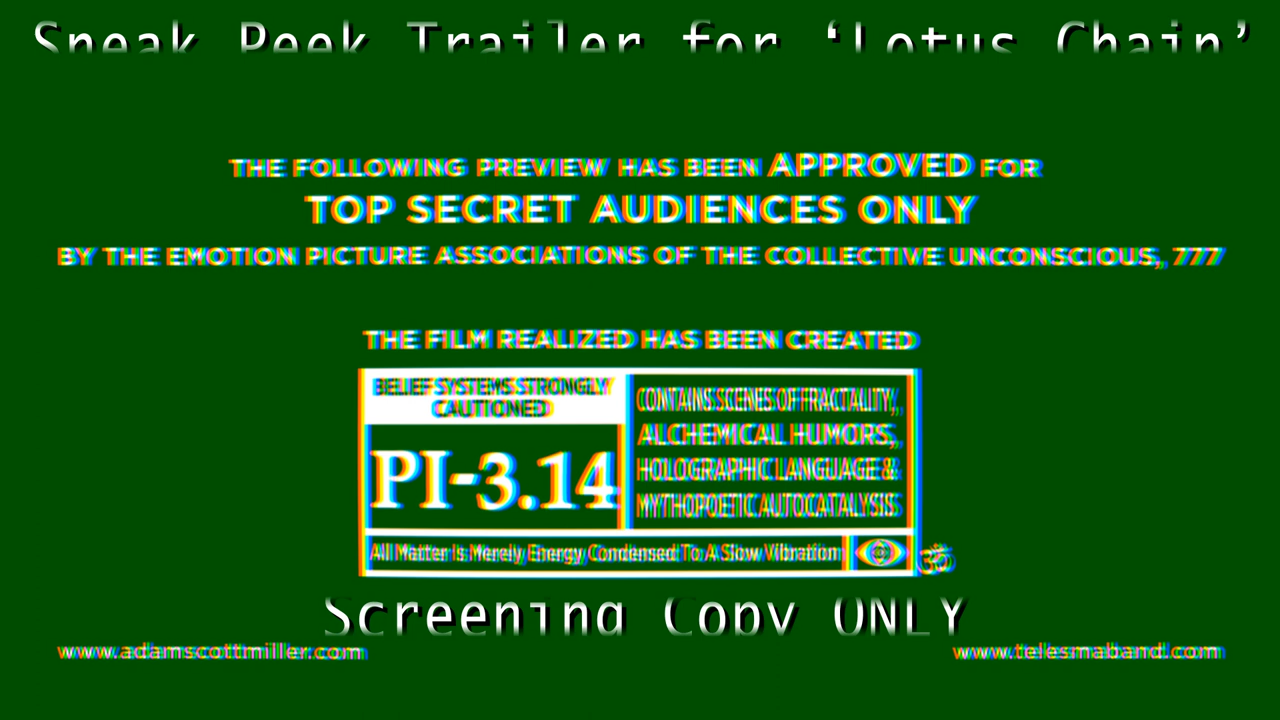 Sneak Peek Trailer for ‘Lotus Chain’
THE FOLLOWING PREVIEW HAS BEEN APPROVED FOR
TOP SECRET AUDIENCES ONLY
BY THE EMOTION PICTURE ASSOCIATIONS OF THE COLLECTIVE UNCONSCIOUS, 777
THE FILM REALIZED HAS BEEN CREATED
BELIEF SYSTEMS STRONGLY
CAUTIONED
PI-3.14
CONTAINS SCENES OF FRACTALITY,
ALCHEMICAL HUMORS,
HOLOGRAPHIC LANGUAGE &
MYTHOPOETIC AUTOCATALYSIS
All Matter Is Merely Energy Condensed To A Slow Vibration
ॐ
Screening Copy ONLY
www.adamscottmiller.com
www.telesmaband.com